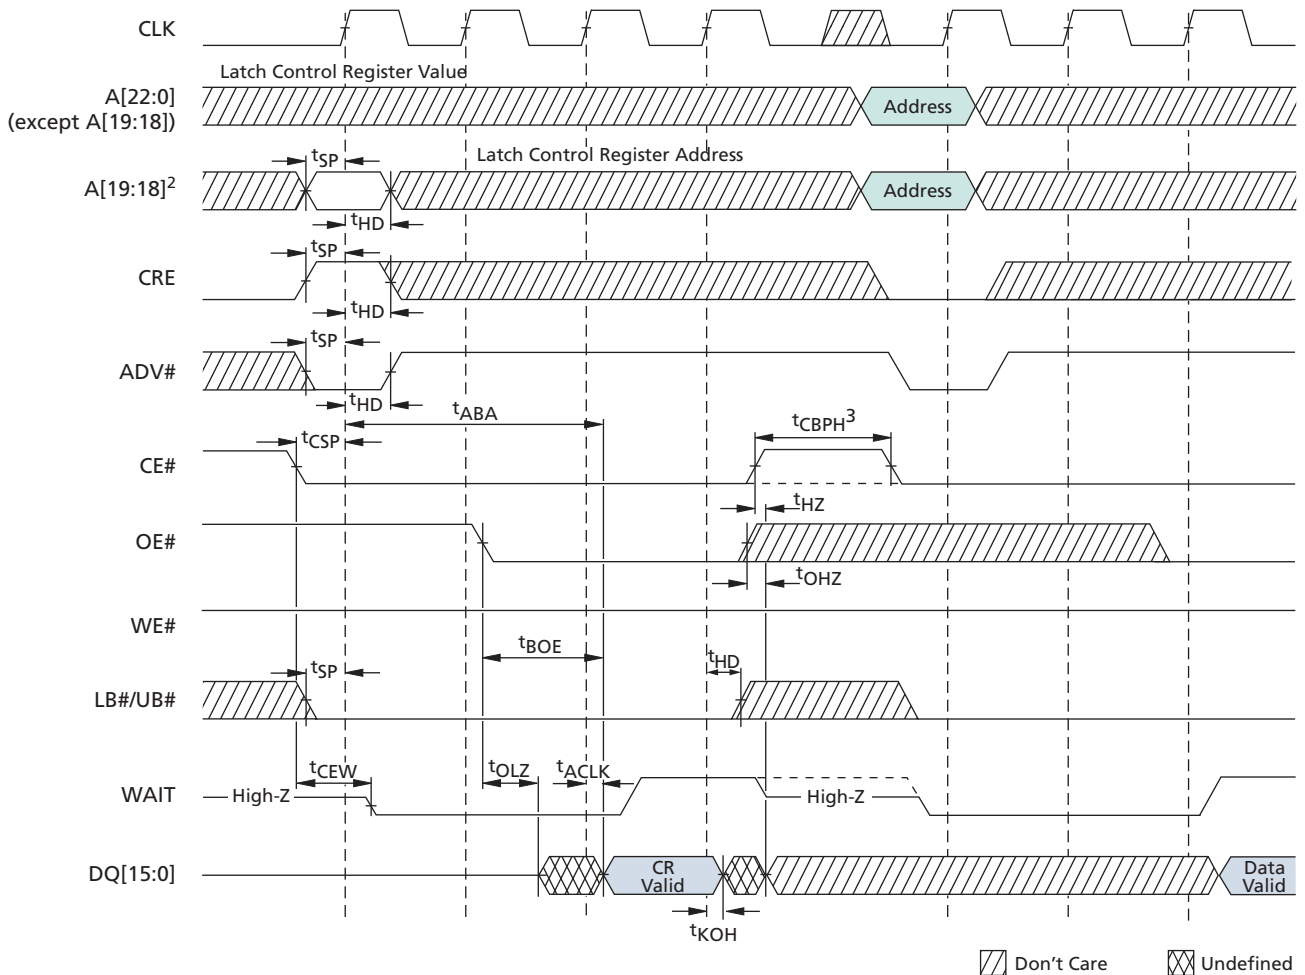 CLK
Latch Control Register Value
A[22:0]
(except A[19:18])
Address
tSP
Latch Control Register Address
A[19:18]2
Address
tHD
tSP
CRE
tHD
tSP
ADV#
tHD
tABA
tCBPH3
tCSP
CE#
tHZ
OE#
tOHZ
WE#
tBOE
tHD
tSP
LB#/UB#
tCEW
tOLZ
tACLK
WAIT
High-Z
High-Z
DQ[15:0]
CR
Valid
Data
Valid
tKOH
Don't Care
Undefined